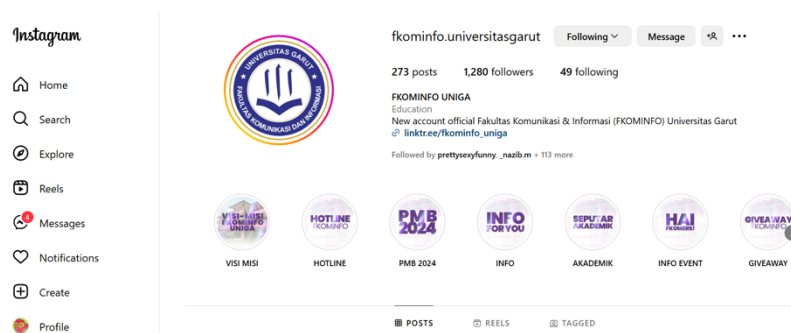 Instagram
Home
Search
Explore
Reels
4
Messages
Notifications
Create
Profile
UNIVERSITAS GARUT
FAKULTAS KOMUNIKASI DAN INFORMASI
fkominfo.universitasgarut Following Message
273 posts 1,280 followers 49 following
FKOMINFO UNIGA
Education
New account official Fakultas Komunikasi & Informasi (FKOMINFO) Universitas Garut
linktr.ee/fkominfo_uniga
Followed by prettysexyfunny, _nazib.m + 113 more
VISI-MISI
FKOMINFO
UNIGA
HOTLINE
FKOMINFO
PMB
2024
INFO
FOR YOU
SEPUTAR
AKADEMIK
HAI
FKOMERS!
GIVEAWAY
FKOMINFO
VISI MISI HOTLINE PMB 2024 INFO AKADEMIK INFO EVENT GIVEAWAY
POSTS REELS TAGGED